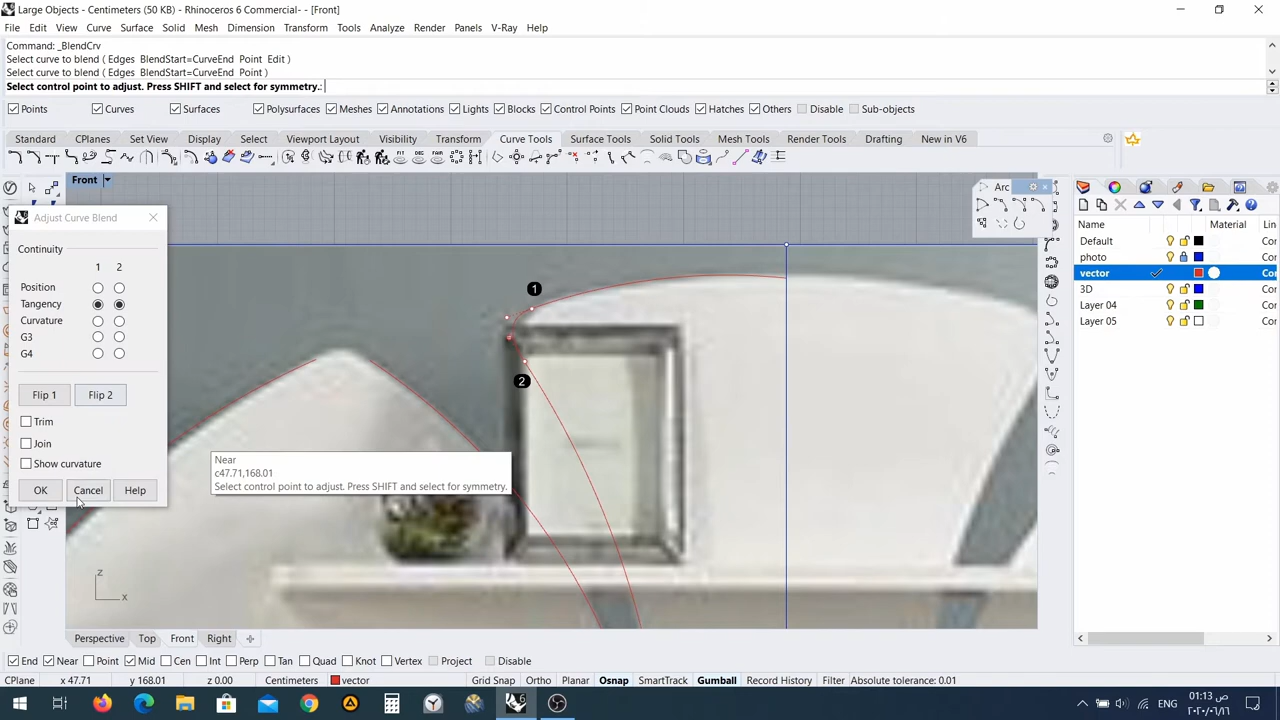 Large Objects - Centimeters (50 KB) - Rhinoceros 6 Commercial- - [Front]
File Edit View Curve Surface Solid Mesh Dimension Transform Tools Analyze Render Panels V-Ray Help
Command: _BlendCrv
Select curve to blend ( Edges BlendStart=CurveEnd Point Edit )
Select curve to blend ( Edges BlendStart=CurveEnd Point )
Select control point to adjust. Press SHIFT and select for symmetry.:
Points Curves Surfaces Polysurfaces Meshes Annotations Lights Blocks Control Points Point Clouds Hatches Others Disable Sub-objects
Standard CPlanes Set View Display Select Viewport Layout Visibility Transform Curve Tools Surface Tools Solid Tools Mesh Tools Render Tools Drafting New in V6
Front
Arc
Name Material Lin
Default Cor
photo Cor
vector Cor
3D Cor
Layer 04 Cor
Layer 05 Cor
Adjust Curve Blend
Continuity
1 2
Position
Tangency
Curvature
G3
G4
Flip 1 Flip 2
Trim
Join
Show curvature
OK Cancel Help
1
2
Near
c47.71,168.01
Select control point to adjust. Press SHIFT and select for symmetry.
z
x
Perspective Top Front Right
End Near Point Mid Cen Int Perp Tan Quad Knot Vertex Project Disable
CPlane x 47.71 y 168.01 z 0.00 Centimeters vector Grid Snap Ortho Planar Osnap SmartTrack Gumball Record History Filter Absolute tolerance: 0.01
ENG
01:13 ص